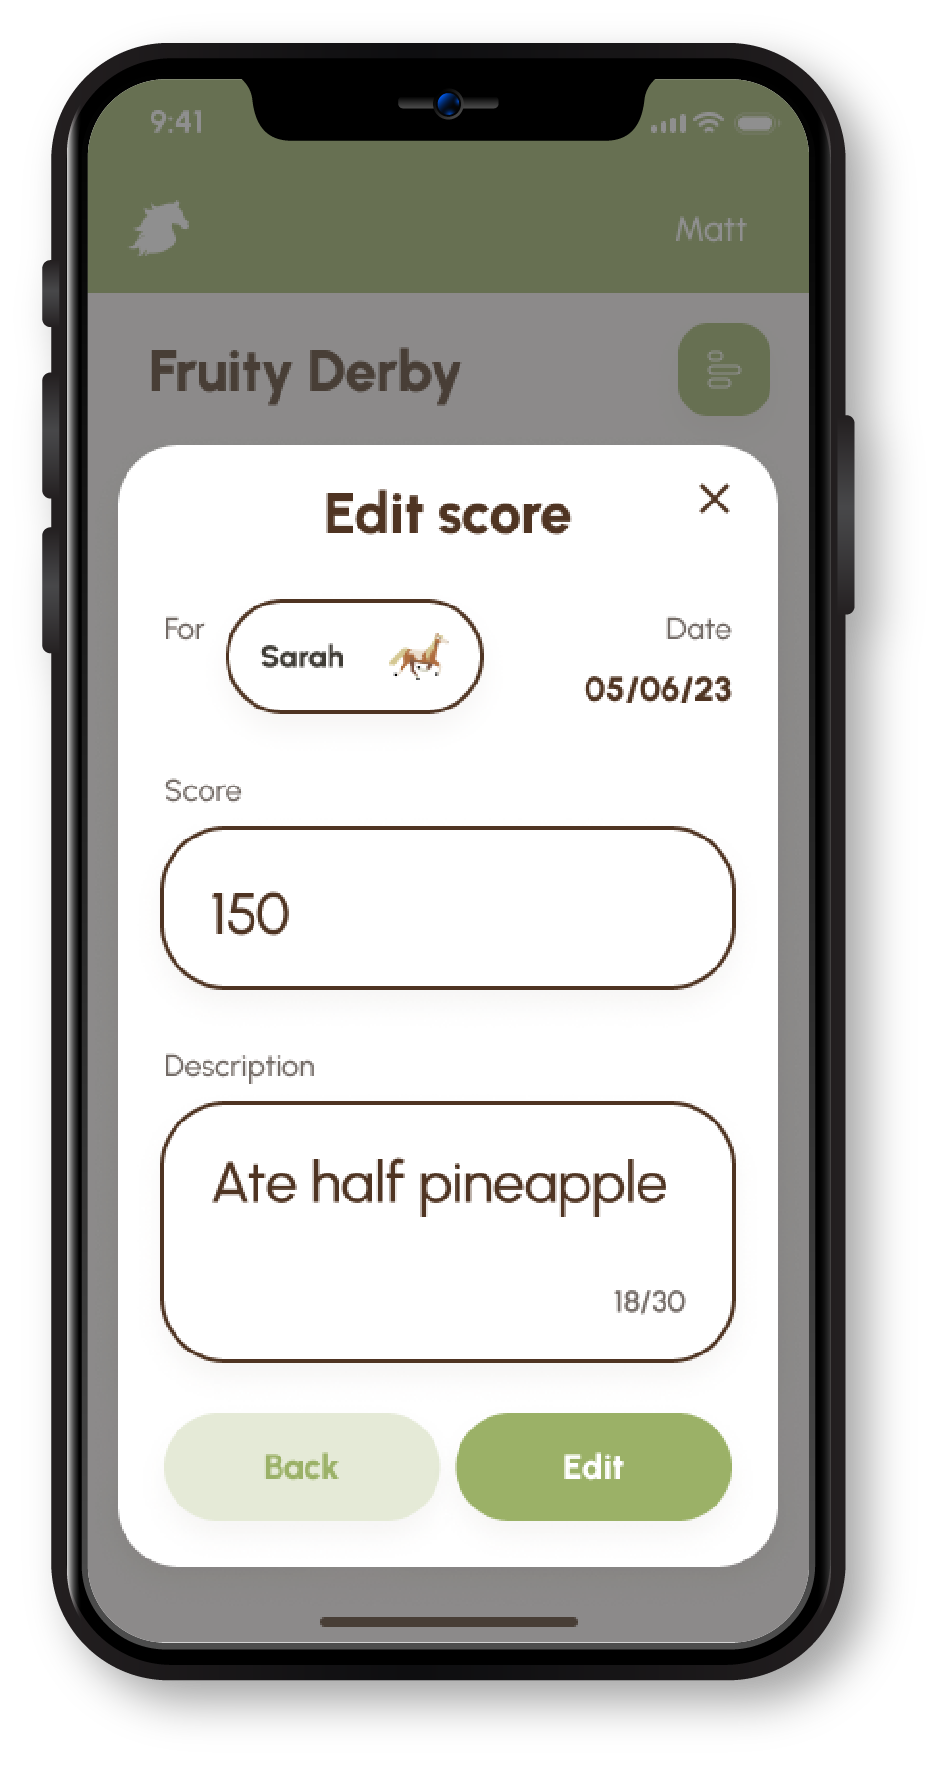 9:41
Matt
Fruity Derby
Edit score
For
Sarah
Date
05/06/23
Score
150
Description
Ate half pineapple
18/30
Back
Edit